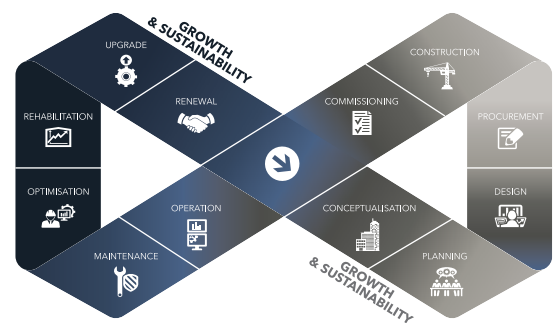 UPGRADE
GROWTH
& SUSTAINABILITY
CONSTRUCTION
RENEWAL
COMMISSIONING
REHABILITATION
PROCUREMENT
OPTIMISATION
DESIGN
OPERATION
CONCEPTUALISATION
MAINTENANCE
PLANNING
GROWTH
& SUSTAINABILITY